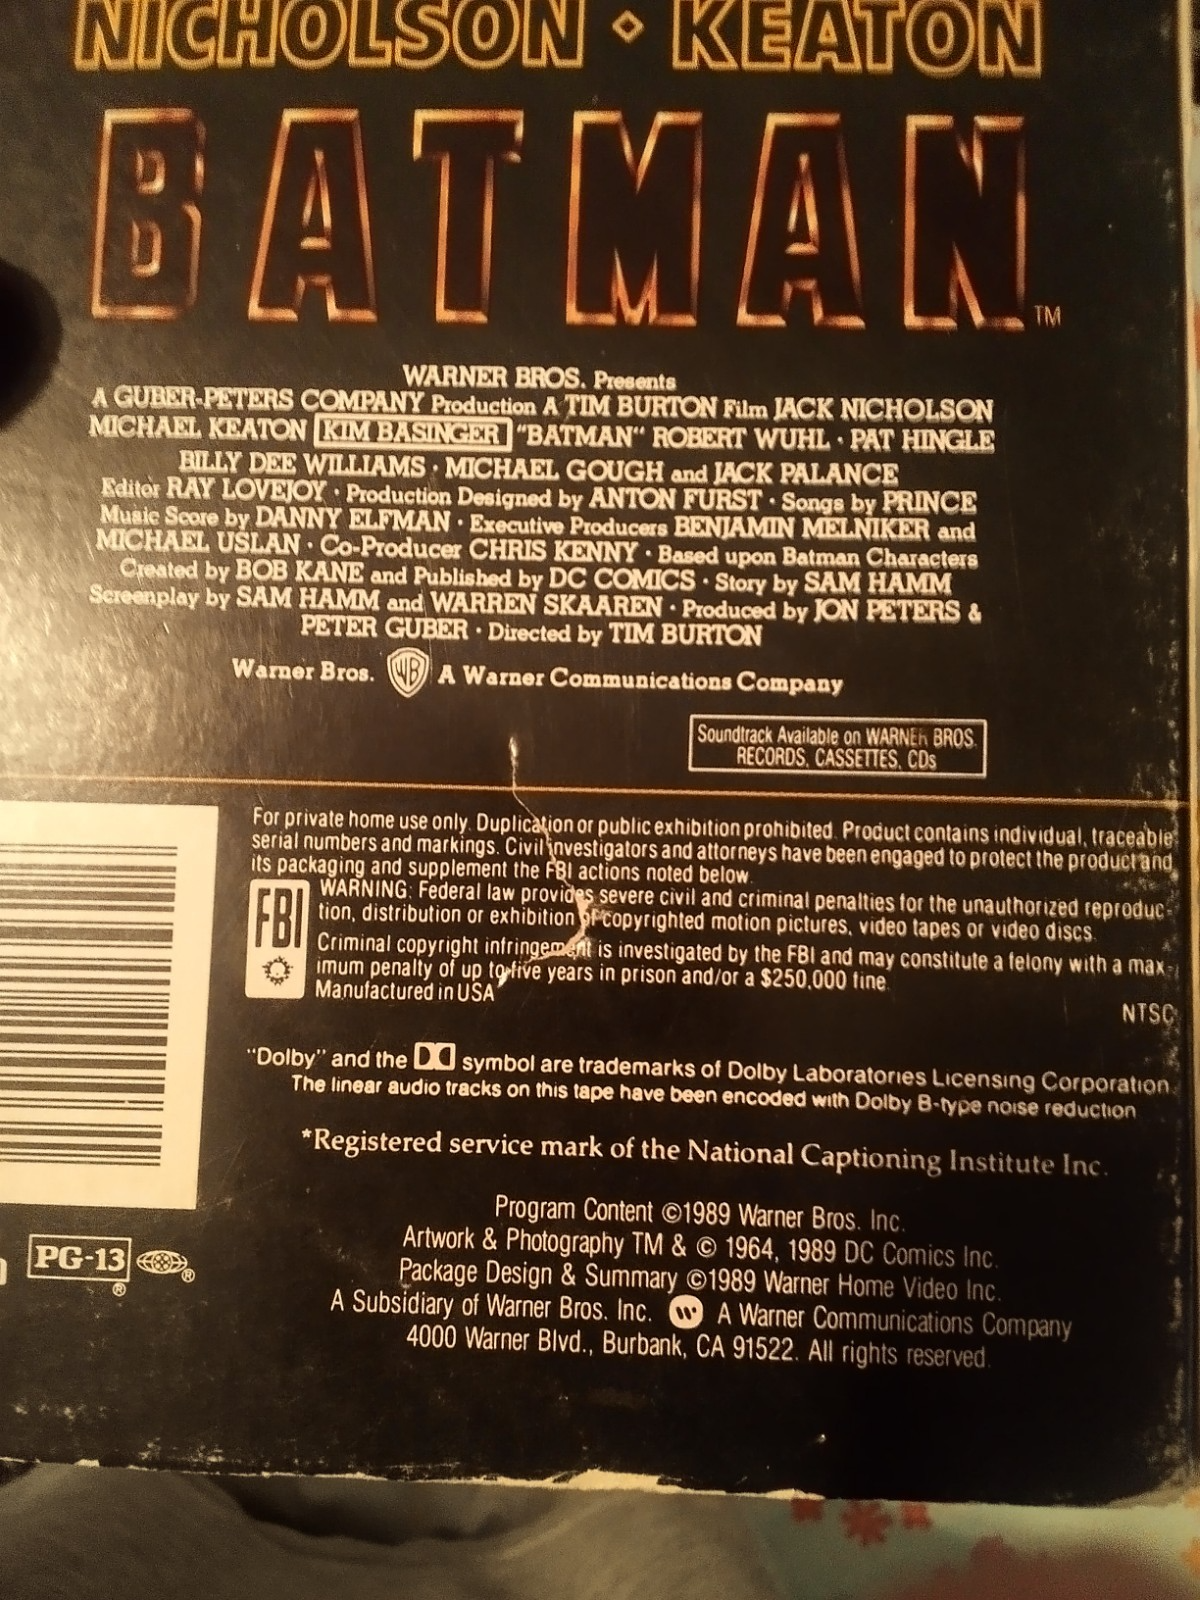 NICHOLSON ◇ KEATON
BATMAN™
WARNER BROS. Presents
A GUBER-PETERS COMPANY Production A TIM BURTON Film JACK NICHOLSON
MICHAEL KEATON KIM BASINGER "BATMAN" ROBERT WUHL · PAT HINGLE
BILLY DEE WILLIAMS · MICHAEL GOUGH and JACK PALANCE
Editor RAY LOVEJOY · Production Designed by ANTON FURST · Songs by PRINCE
Music Score by DANNY ELFMAN · Executive Producers BENJAMIN MELNIKER and
MICHAEL USLAN · Co-Producer CHRIS KENNY · Based upon Batman Characters
Created by BOB KANE and Published by DC COMICS · Story by SAM HAMM
Screenplay by SAM HAMM and WARREN SKAAREN · Produced by JON PETERS &
PETER GUBER · Directed by TIM BURTON
Warner Bros. WB A Warner Communications Company
Soundtrack Available on WARNER BROS.
RECORDS, CASSETTES, CDs
For private home use only. Duplication or public exhibition prohibited. Product contains individual, traceable
serial numbers and markings. Civil investigators and attorneys have been engaged to protect the product and
its packaging and supplement the FBI actions noted below.
FBI
WARNING: Federal law provides severe civil and criminal penalties for the unauthorized reproduc-
tion, distribution or exhibition of copyrighted motion pictures, video tapes or video discs.
Criminal copyright infringement is investigated by the FBI and may constitute a felony with a max-
imum penalty of up to five years in prison and/or a $250,000 fine.
Manufactured in USA
NTSC
"Dolby" and the symbol are trademarks of Dolby Laboratories Licensing Corporation.
The linear audio tracks on this tape have been encoded with Dolby B-type noise reduction
*Registered service mark of the National Captioning Institute Inc.
PG-13 ®
®
Program Content ©1989 Warner Bros. Inc.
Artwork & Photography TM & © 1964, 1989 DC Comics Inc.
Package Design & Summary ©1989 Warner Home Video Inc.
A Subsidiary of Warner Bros. Inc. A Warner Communications Company
4000 Warner Blvd., Burbank, CA 91522. All rights reserved.